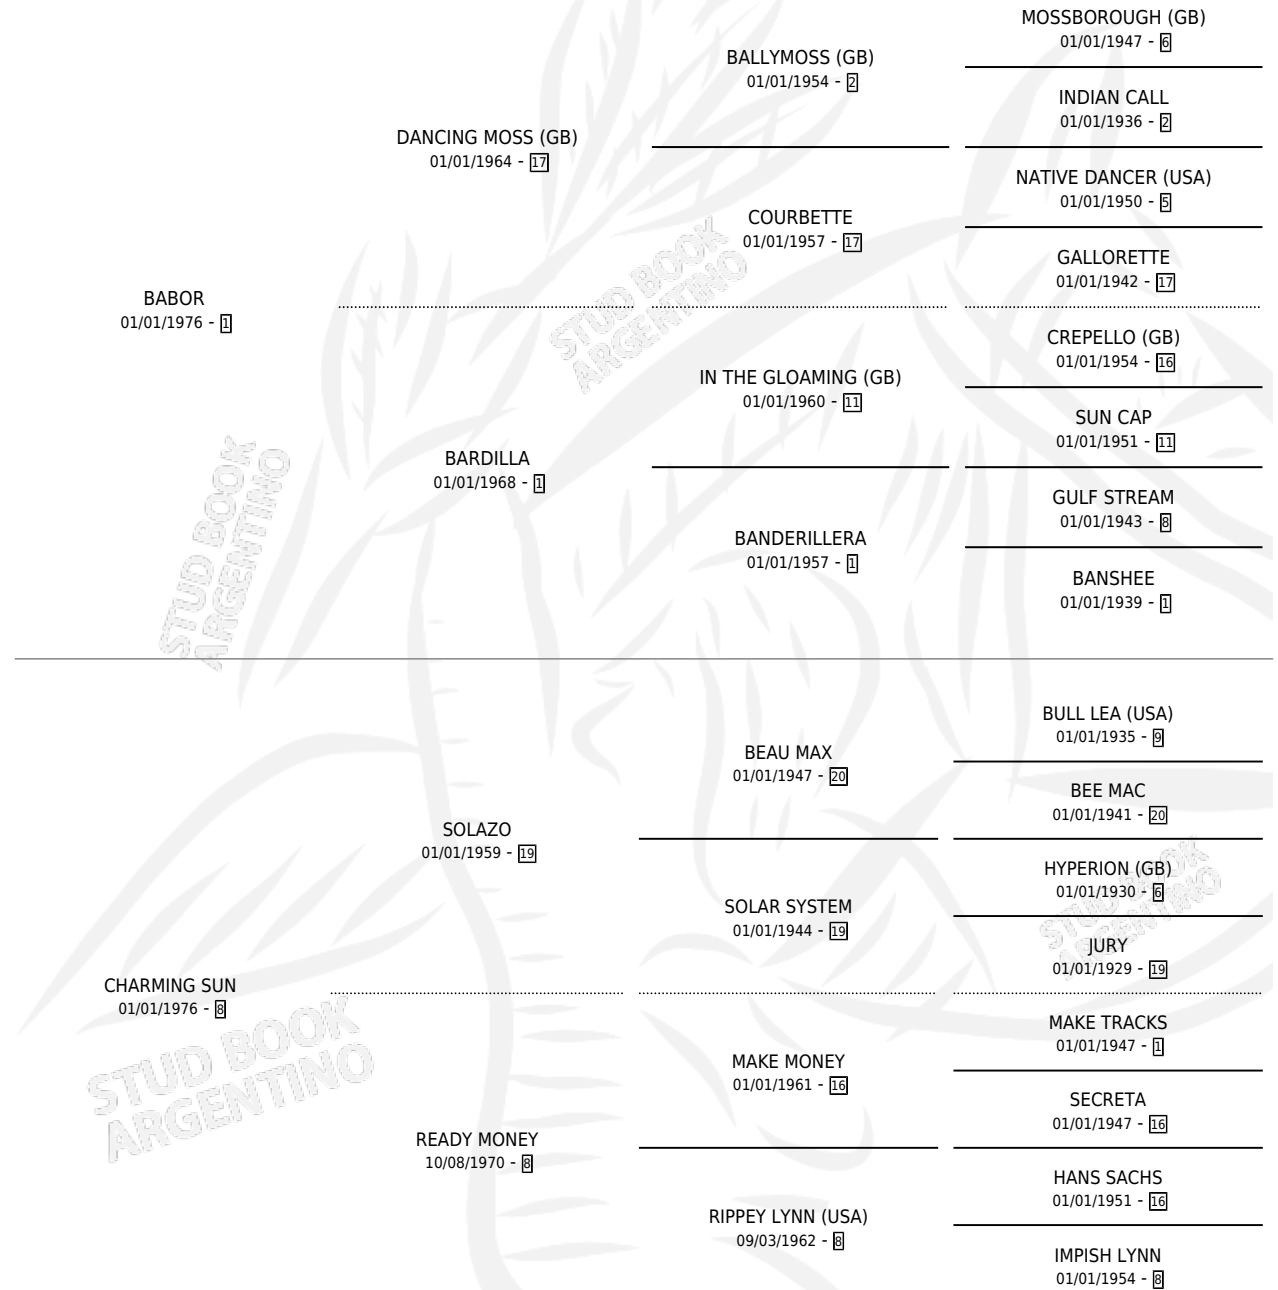 MOSSBOROUGH (GB)
01/01/1947 - 6
BALLYMOSS (GB)
01/01/1954 - 2
INDIAN CALL
01/01/1936 - 2
DANCING MOSS (GB)
01/01/1964 - 17
NATIVE DANCER (USA)
01/01/1950 - 5
COURBETTE
01/01/1957 - 17
GALLORETTE
01/01/1942 - 17
BABOR
01/01/1976 - 1
CREPELLO (GB)
01/01/1954 - 16
IN THE GLOAMING (GB)
01/01/1960 - 11
SUN CAP
01/01/1951 - 11
BARDILLA
01/01/1968 - 1
GULF STREAM
01/01/1943 - 8
BANDERILLERA
01/01/1957 - 1
BANSHEE
01/01/1939 - 1
BULL LEA (USA)
01/01/1935 - 9
BEAU MAX
01/01/1947 - 20
BEE MAC
01/01/1941 - 20
SOLAZO
01/01/1959 - 19
HYPERION (GB)
01/01/1930 - 6
SOLAR SYSTEM
01/01/1944 - 19
JURY
01/01/1929 - 19
CHARMING SUN
01/01/1976 - 8
MAKE TRACKS
01/01/1947 - 1
MAKE MONEY
01/01/1961 - 16
SECRETA
01/01/1947 - 16
READY MONEY
10/08/1970 - 8
HANS SACHS
01/01/1951 - 16
RIPPEY LYNN (USA)
09/03/1962 - 8
IMPISH LYNN
01/01/1954 - 8
STUD BOOK
ARGENTINO
STUD BOOK
ARGENTINO
STUD BOOK
ARGENTINO
STUD BOOK
ARGENTINO